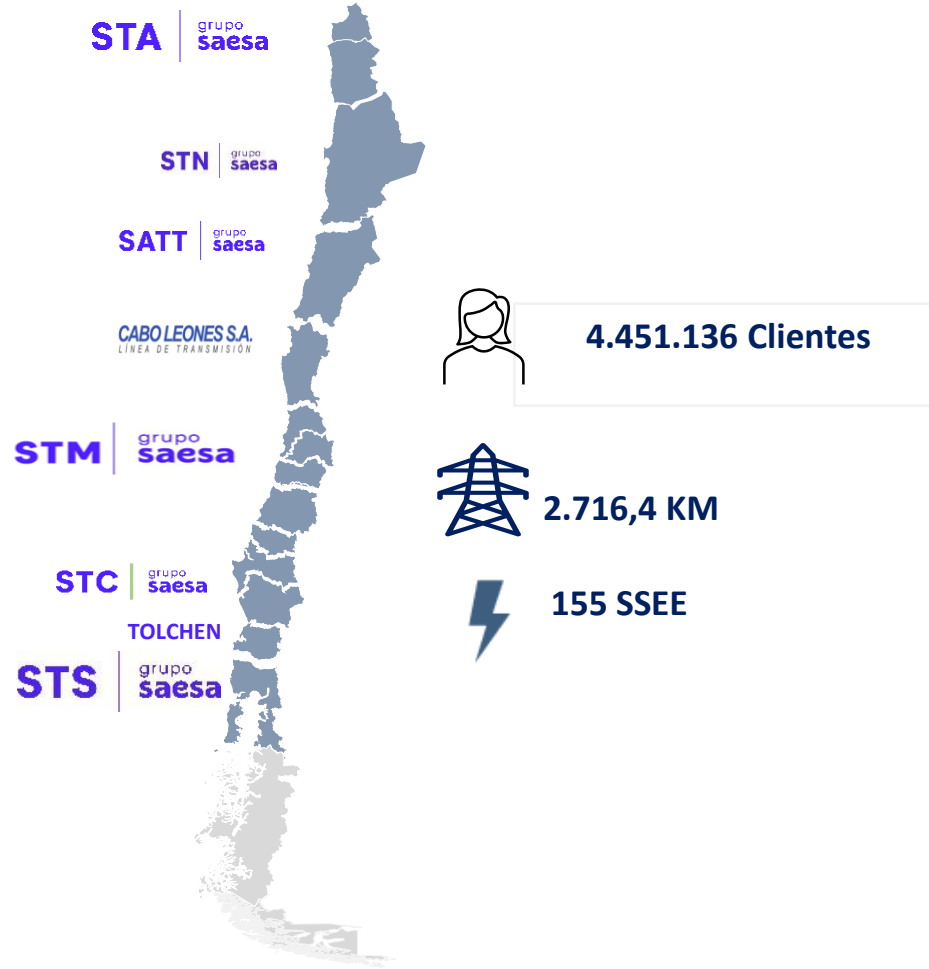 STA grupo saesa
STN grupo saesa
SATT grupo saesa
CABO LEONES S.A.
LÍNEA DE TRANSMISIÓN
4.451.136 Clientes
STM grupo saesa
2.716,4 KM
STC grupo saesa
155 SSEE
TOLCHEN
STS grupo saesa